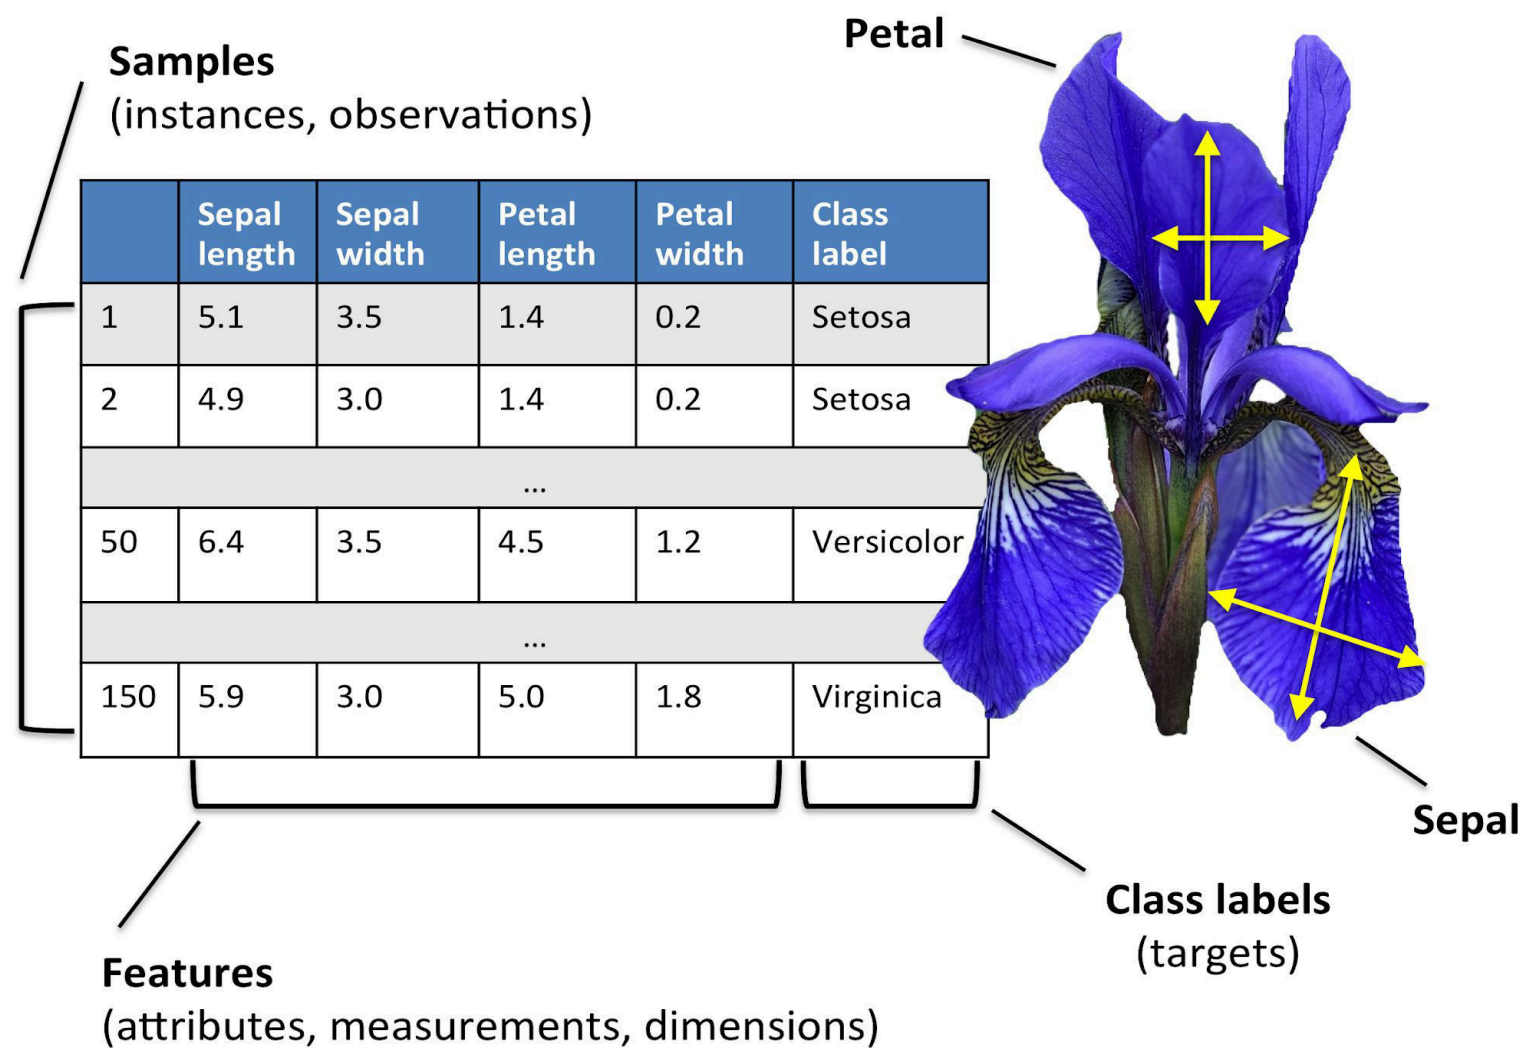 Samples
(instances, observations)
Petal
Sepal length Sepal width Petal length Petal width Class label
1 5.1 3.5 1.4 0.2 Setosa
2 4.9 3.0 1.4 0.2 Setosa
...
50 6.4 3.5 4.5 1.2 Versicolor
...
150 5.9 3.0 5.0 1.8 Virginica
Sepal
Class labels
(targets)
Features
(attributes, measurements, dimensions)